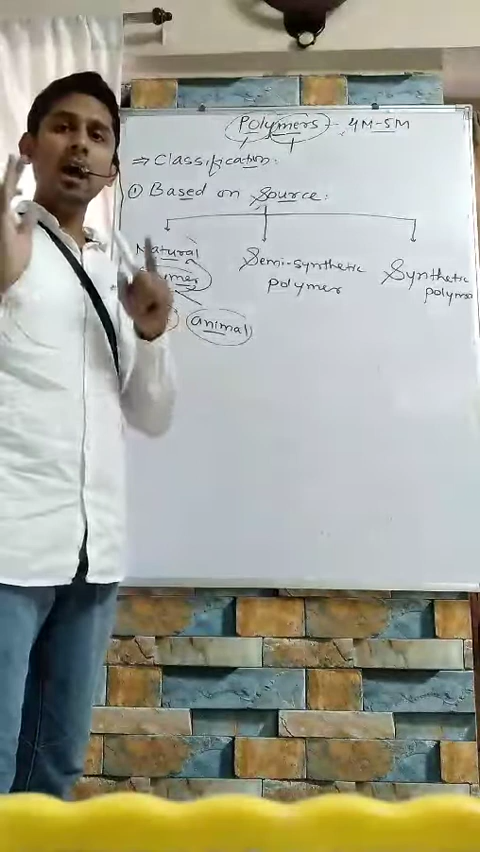 Polymers - 4M-5M
⇒ Classification:
① Based on Source:
Natural Semi-synthetic Synthetic
polymer
animal